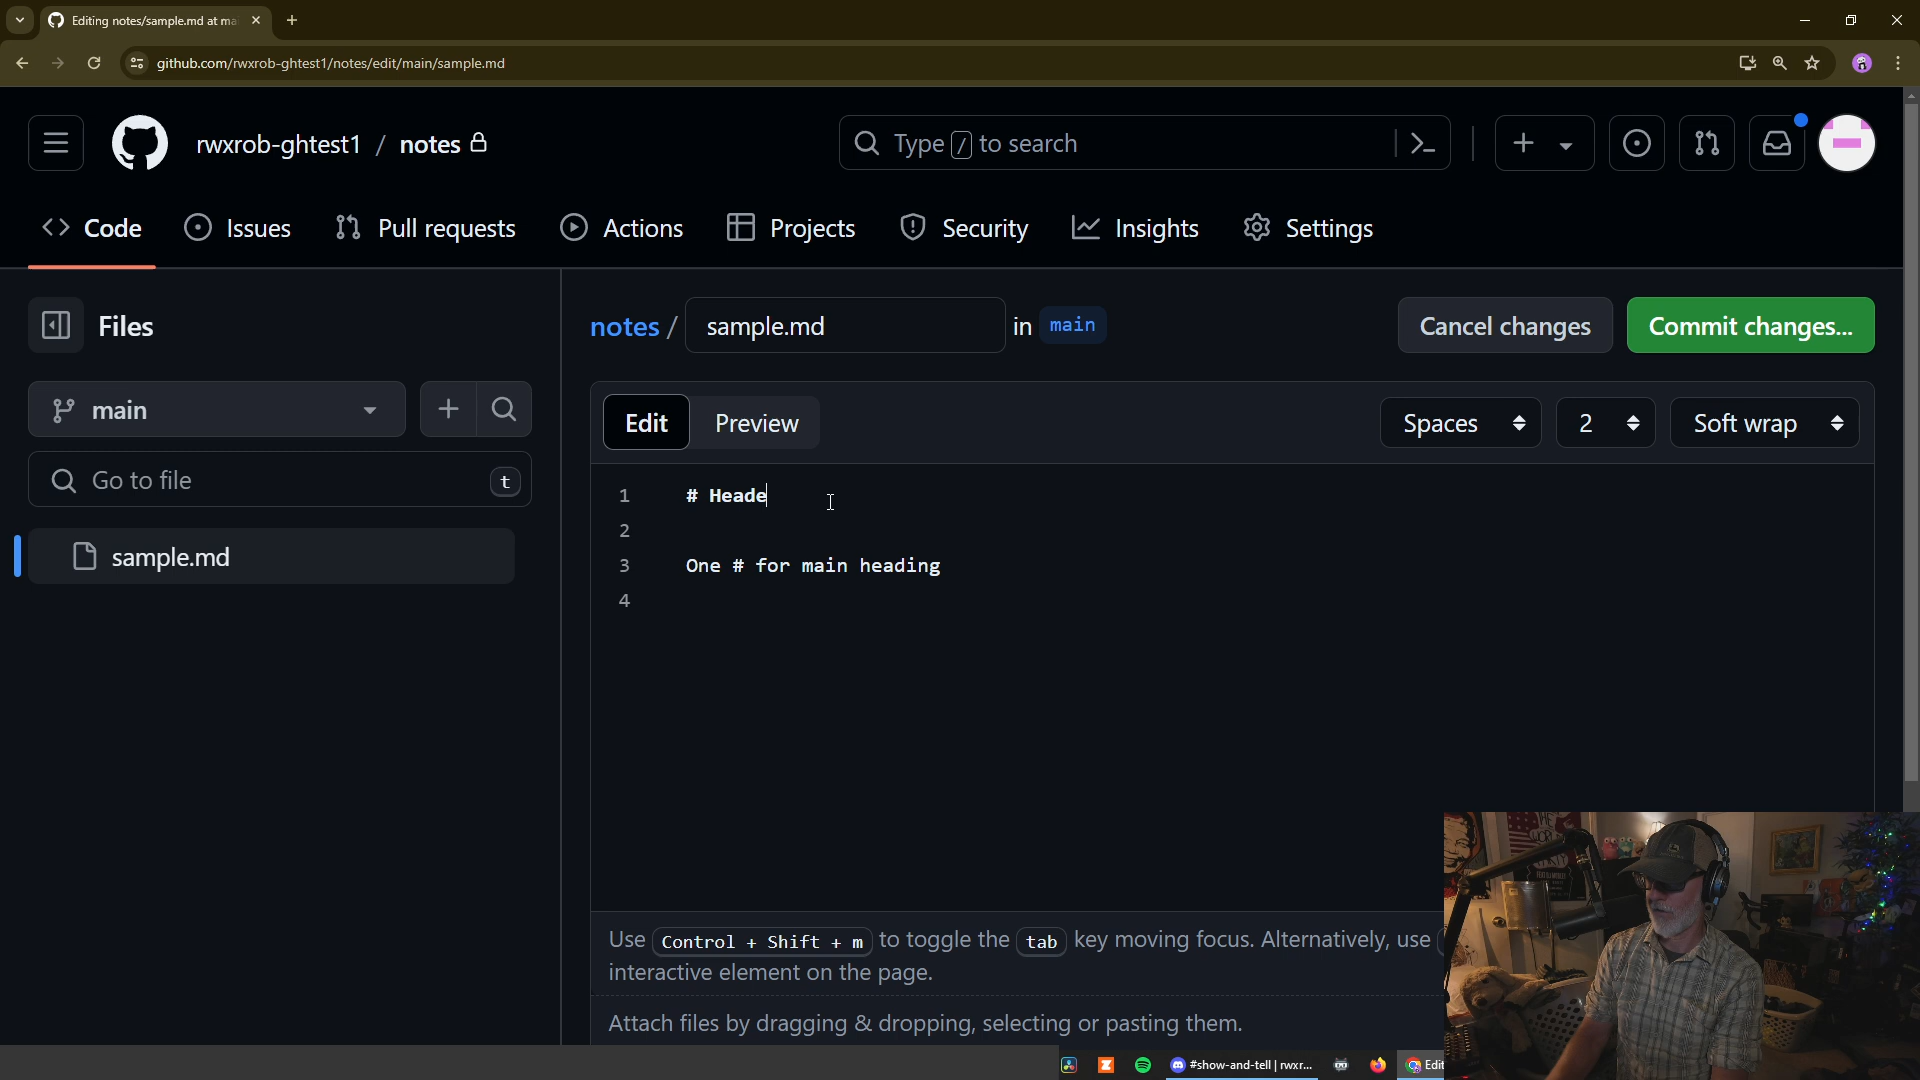 Editing notes/sample.md at ma
github.com/rwxrob-ghtest1/notes/edit/main/sample.md
rwxrob-ghtest1 / notes
Type / to search
Code
Issues
Pull requests
Actions
Projects
Security
Insights
Settings
Files
notes / sample.md in main
Cancel changes
Commit changes...
main
Edit
Preview
Spaces
2
Soft wrap
Go to file
t
sample.md
1 # Heade
2
3 One # for main heading
4
Use Control + Shift + m to toggle the tab key moving focus. Alternatively, use
interactive element on the page.
Attach files by dragging & dropping, selecting or pasting them.
#show-and-tell | rwxr...
Edit